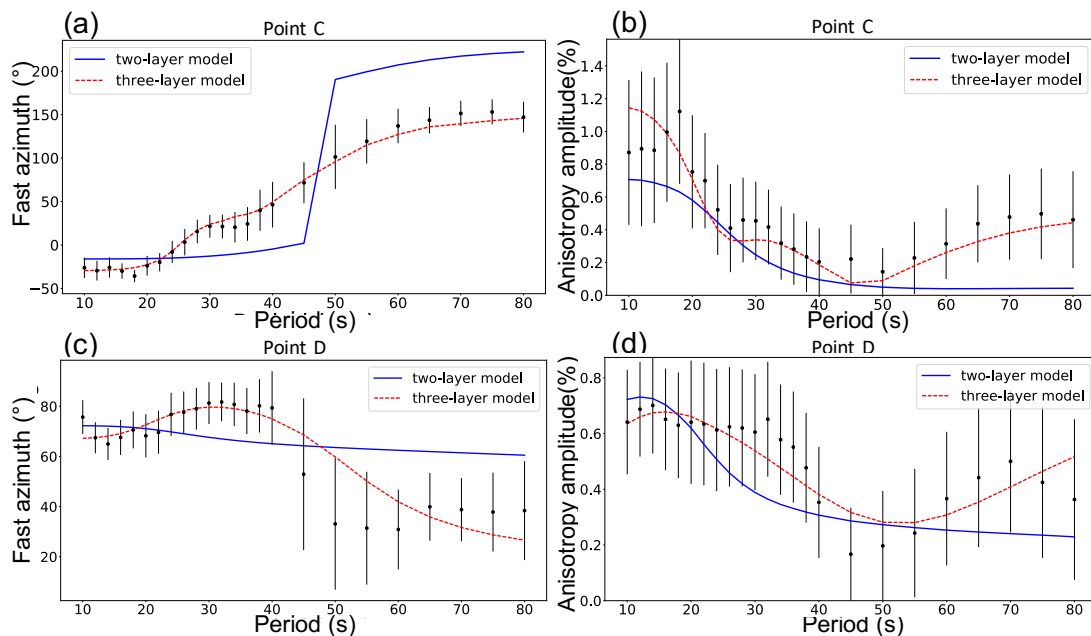 (a)
Point C
Fast azimuth (°)
200
150
100
50
0
−50
two-layer model
three-layer model
10 20 30 40 50 60 70 80
Period (s)
(b)
Point C
Anisotropy amplitude(%)
1.4
1.2
1.0
0.8
0.6
0.4
0.2
0.0
two-layer model
three-layer model
10 20 30 40 50 60 70 80
Period (s)
(c)
Point D
Fast azimuth (°)
80
60
40
20
two-layer model
three-layer model
10 20 30 40 50 60 70 80
Period (s)
(d)
Point D
Anisotropy amplitude(%)
0.8
0.6
0.4
0.2
0.0
two-layer model
three-layer model
10 20 30 40 50 60 70 80
Period (s)